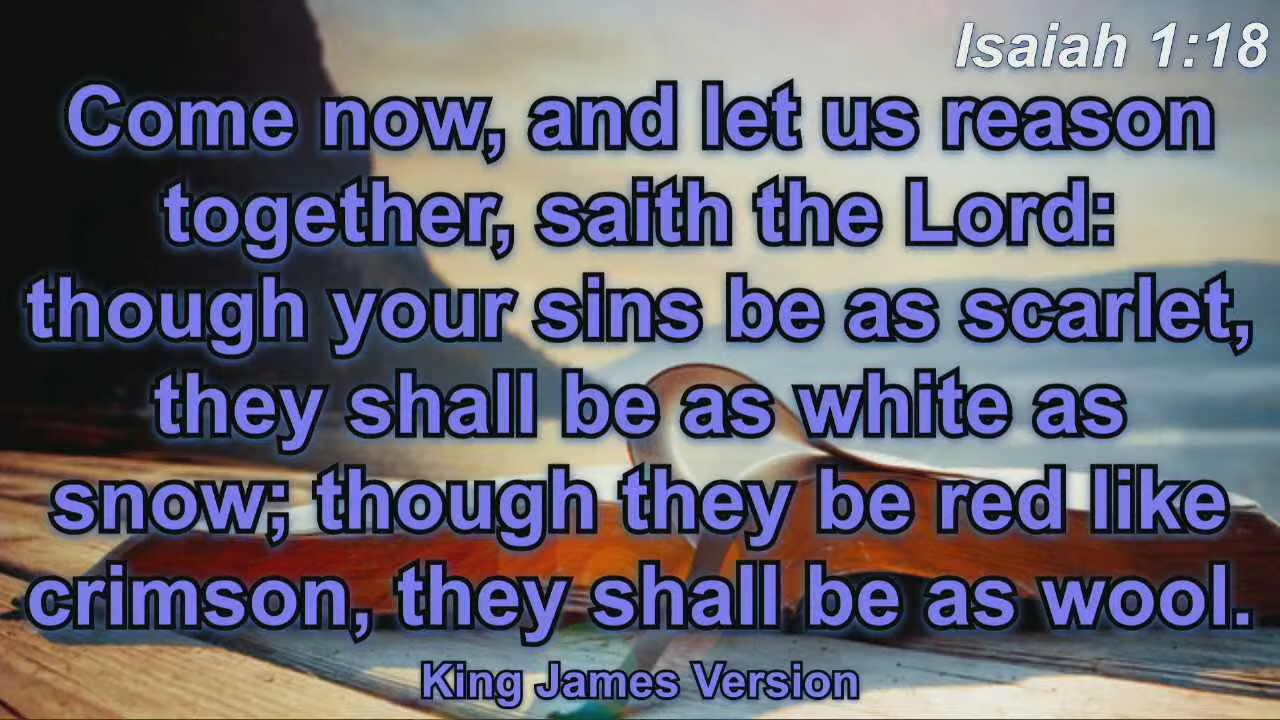 Isaiah 1:18
Come now, and let us reason
together, saith the Lord:
though your sins be as scarlet,
they shall be as white as
snow; though they be red like
crimson, they shall be as wool.
King James Version